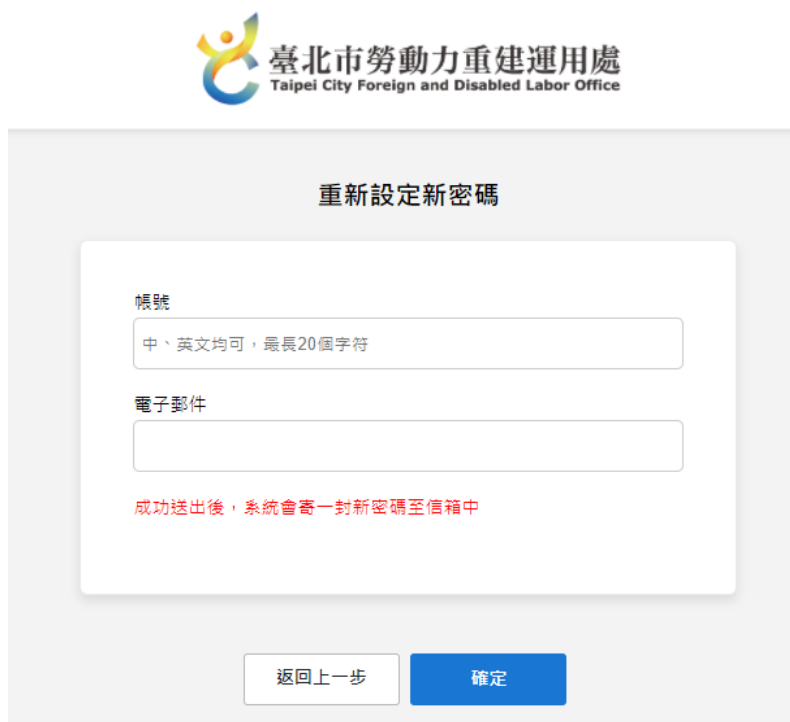 臺北市勞動力重建運用處
Taipei City Foreign and Disabled Labor Office
重新設定新密碼
帳號
中、英文均可，最長20個字符
電子郵件
成功送出後，系統會寄一封新密碼至信箱中
返回上一步
確定